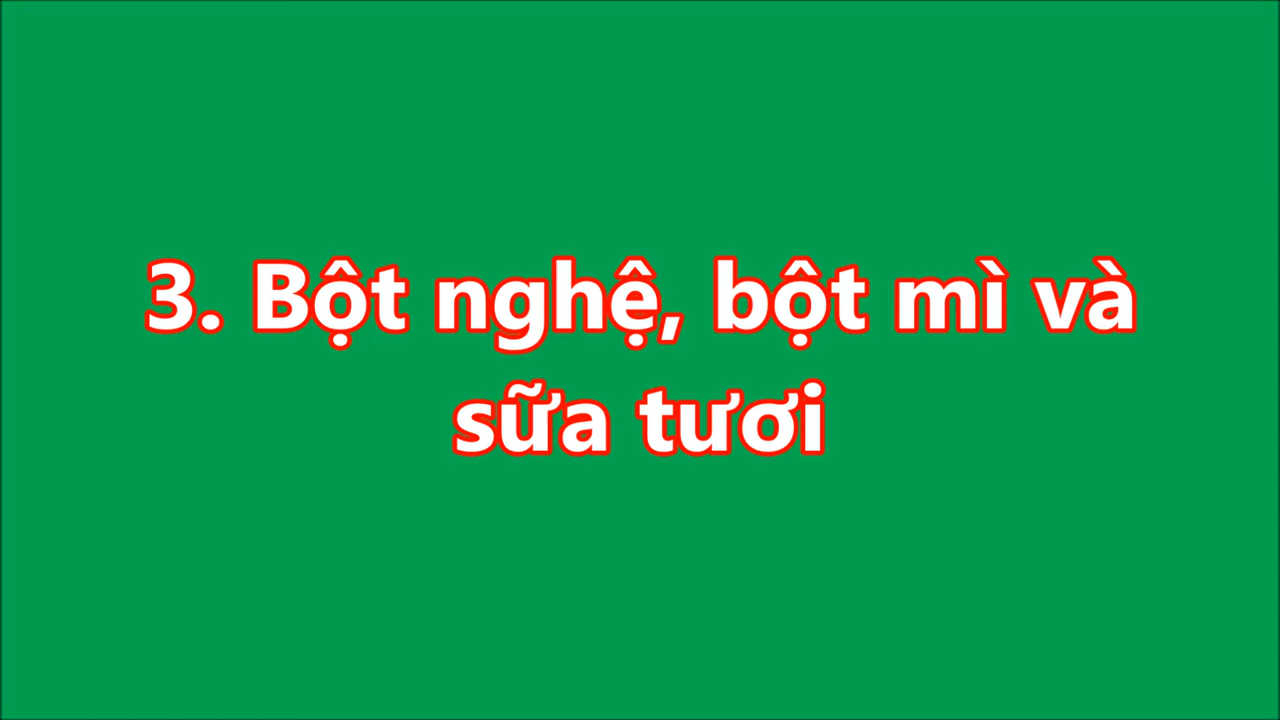 3. Bột nghệ, bột mì và
sữa tươi